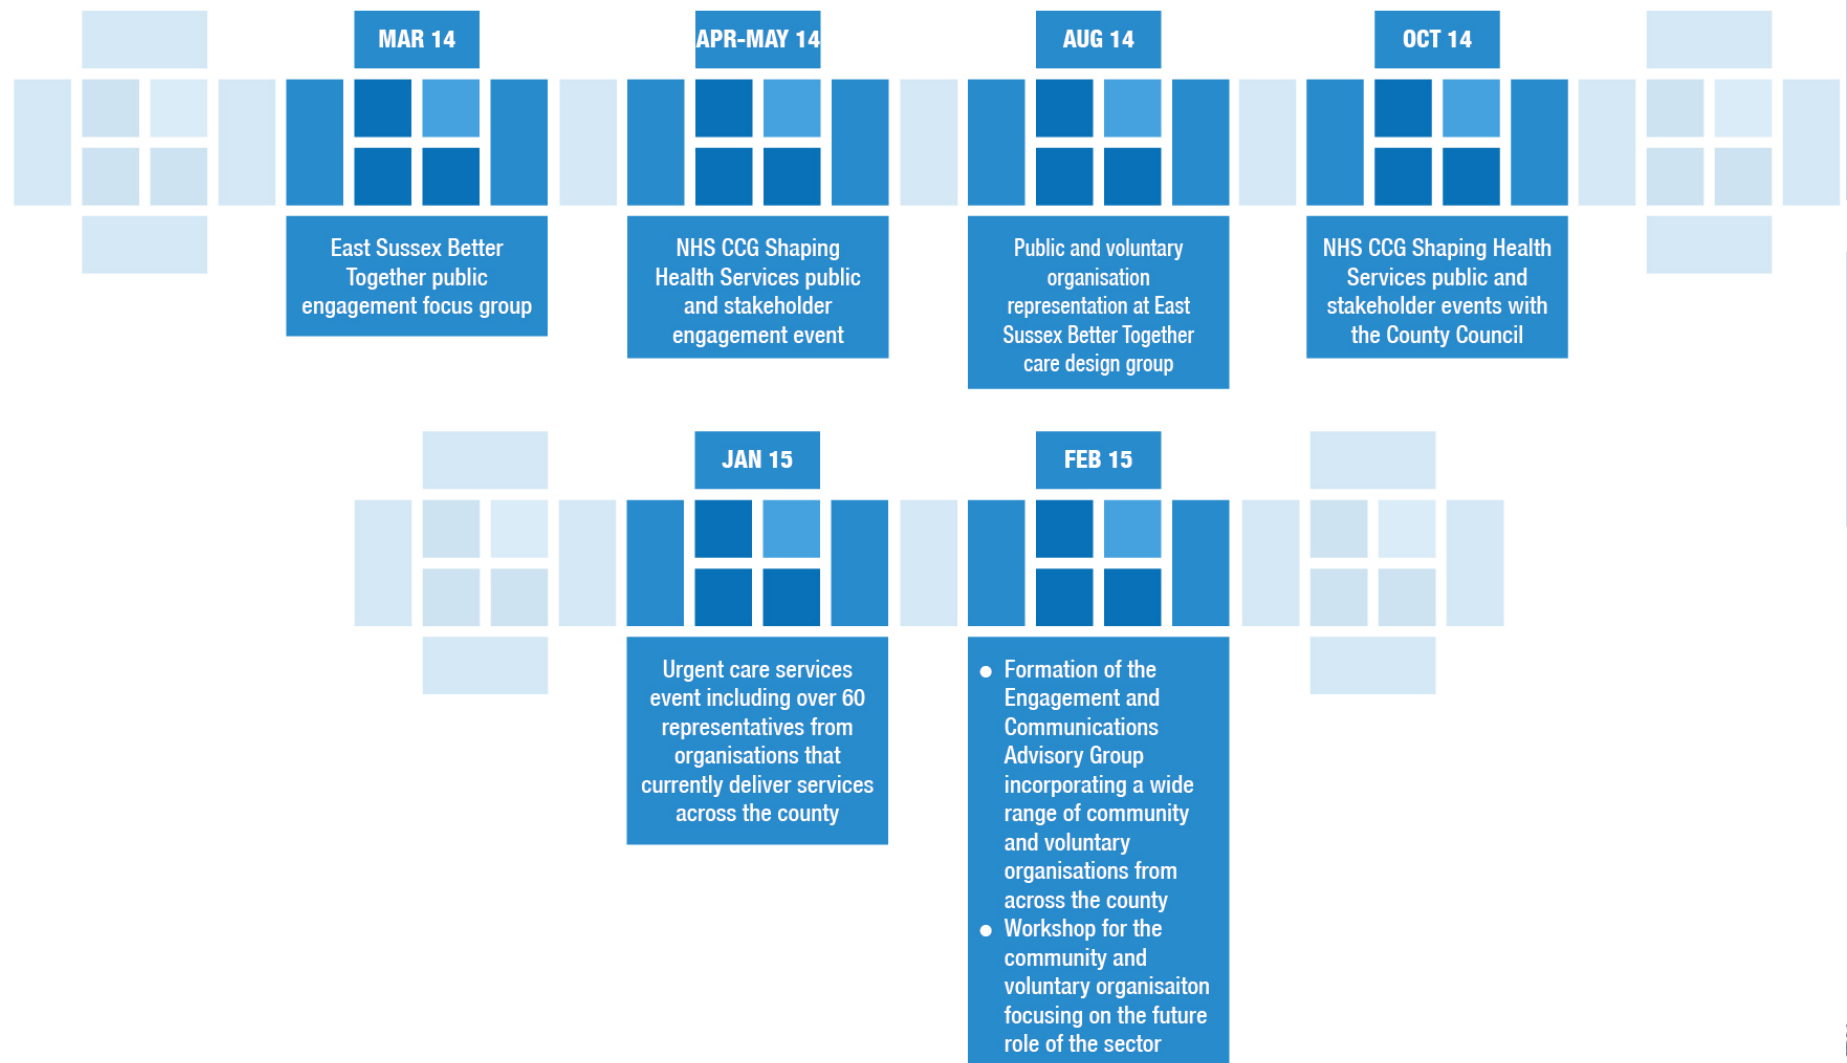 MAR 14
East Sussex Better
Together public
engagement focus group
APR-MAY 14
NHS CCG Shaping
Health Services public
and stakeholder
engagement event
AUG 14
Public and voluntary
organisation
representation at East
Sussex Better Together
care design group
OCT 14
NHS CCG Shaping Health
Services public and
stakeholder events with
the County Council
JAN 15
Urgent care services
event including over 60
representatives from
organisations that
currently deliver services
across the county
FEB 15
● Formation of the
Engagement and
Communications
Advisory Group
incorporating a wide
range of community
and voluntary
organisations from
across the county
● Workshop for the
community and
voluntary organisaiton
focusing on the future
role of the sector